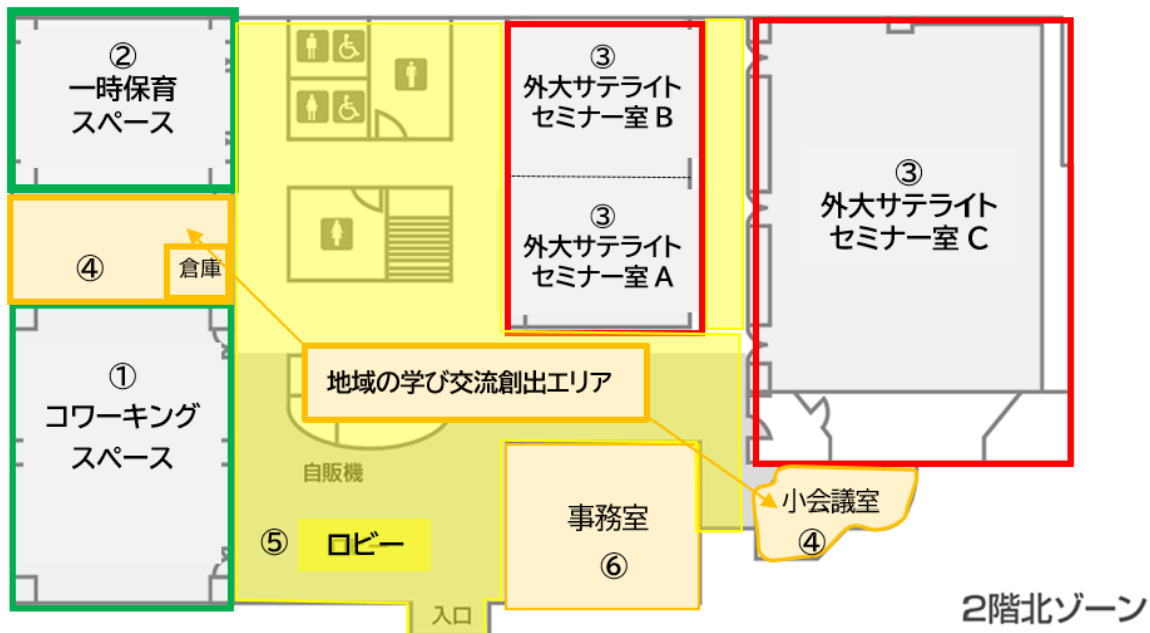 ②
一時保育
スペース
③
外大サテライト
セミナー室 B
③
外大サテライト
セミナー室 C
③
外大サテライト
セミナー室 A
④
倉庫
地域の学び交流創出エリア
①
コワーキング
スペース
自販機
⑤
ロビー
事務室
⑥
小会議室
④
入口
2階北ゾーン